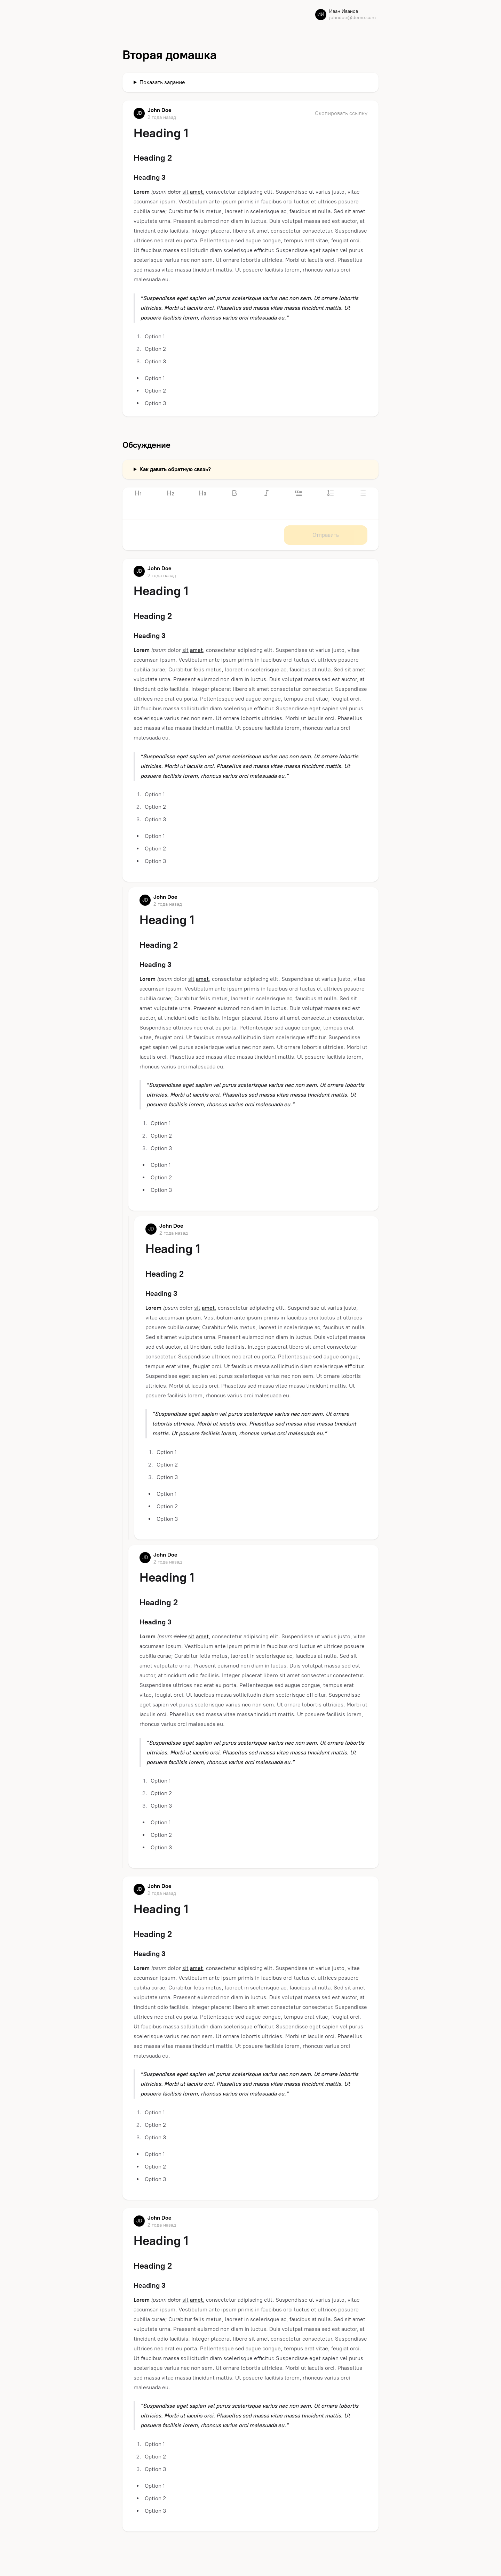 ИИ
Иван Иванов
johndoe@demo.com
Вторая домашка
Показать задание
JD
John Doe
2 года назад
Скопировать ссылку
Heading 1
Heading 2
Heading 3
Lorem ipsum dolor sit amet, consectetur adipiscing elit. Suspendisse ut varius justo, vitae
accumsan ipsum. Vestibulum ante ipsum primis in faucibus orci luctus et ultrices posuere
cubilia curae; Curabitur felis metus, laoreet in scelerisque ac, faucibus at nulla. Sed sit amet
vulputate urna. Praesent euismod non diam in luctus. Duis volutpat massa sed est auctor, at
tincidunt odio facilisis. Integer placerat libero sit amet consectetur consectetur. Suspendisse
ultrices nec erat eu porta. Pellentesque sed augue congue, tempus erat vitae, feugiat orci.
Ut faucibus massa sollicitudin diam scelerisque efficitur. Suspendisse eget sapien vel purus
scelerisque varius nec non sem. Ut ornare lobortis ultricies. Morbi ut iaculis orci. Phasellus
sed massa vitae massa tincidunt mattis. Ut posuere facilisis lorem, rhoncus varius orci
malesuada eu.
"Suspendisse eget sapien vel purus scelerisque varius nec non sem. Ut ornare lobortis
ultricies. Morbi ut iaculis orci. Phasellus sed massa vitae massa tincidunt mattis. Ut
posuere facilisis lorem, rhoncus varius orci malesuada eu."
1. Option 1
2. Option 2
3. Option 3
• Option 1
• Option 2
• Option 3
Обсуждение
Как давать обратную связь?
H1 H2 H3 B I
Отправить
JD
John Doe
2 года назад
Heading 1
Heading 2
Heading 3
Lorem ipsum dolor sit amet, consectetur adipiscing elit. Suspendisse ut varius justo, vitae
accumsan ipsum. Vestibulum ante ipsum primis in faucibus orci luctus et ultrices posuere
cubilia curae; Curabitur felis metus, laoreet in scelerisque ac, faucibus at nulla. Sed sit amet
vulputate urna. Praesent euismod non diam in luctus. Duis volutpat massa sed est auctor, at
tincidunt odio facilisis. Integer placerat libero sit amet consectetur consectetur. Suspendisse
ultrices nec erat eu porta. Pellentesque sed augue congue, tempus erat vitae, feugiat orci.
Ut faucibus massa sollicitudin diam scelerisque efficitur. Suspendisse eget sapien vel purus
scelerisque varius nec non sem. Ut ornare lobortis ultricies. Morbi ut iaculis orci. Phasellus
sed massa vitae massa tincidunt mattis. Ut posuere facilisis lorem, rhoncus varius orci
malesuada eu.
"Suspendisse eget sapien vel purus scelerisque varius nec non sem. Ut ornare lobortis
ultricies. Morbi ut iaculis orci. Phasellus sed massa vitae massa tincidunt mattis. Ut
posuere facilisis lorem, rhoncus varius orci malesuada eu."
1. Option 1
2. Option 2
3. Option 3
• Option 1
• Option 2
• Option 3
JD
John Doe
2 года назад
Heading 1
Heading 2
Heading 3
Lorem ipsum dolor sit amet, consectetur adipiscing elit. Suspendisse ut varius justo, vitae
accumsan ipsum. Vestibulum ante ipsum primis in faucibus orci luctus et ultrices posuere
cubilia curae; Curabitur felis metus, laoreet in scelerisque ac, faucibus at nulla. Sed sit
amet vulputate urna. Praesent euismod non diam in luctus. Duis volutpat massa sed est
auctor, at tincidunt odio facilisis. Integer placerat libero sit amet consectetur consectetur.
Suspendisse ultrices nec erat eu porta. Pellentesque sed augue congue, tempus erat
vitae, feugiat orci. Ut faucibus massa sollicitudin diam scelerisque efficitur. Suspendisse
eget sapien vel purus scelerisque varius nec non sem. Ut ornare lobortis ultricies. Morbi ut
iaculis orci. Phasellus sed massa vitae massa tincidunt mattis. Ut posuere facilisis lorem,
rhoncus varius orci malesuada eu.
"Suspendisse eget sapien vel purus scelerisque varius nec non sem. Ut ornare lobortis
ultricies. Morbi ut iaculis orci. Phasellus sed massa vitae massa tincidunt mattis. Ut
posuere facilisis lorem, rhoncus varius orci malesuada eu."
1. Option 1
2. Option 2
3. Option 3
• Option 1
• Option 2
• Option 3
JD
John Doe
2 года назад
Heading 1
Heading 2
Heading 3
Lorem ipsum dolor sit amet, consectetur adipiscing elit. Suspendisse ut varius justo,
vitae accumsan ipsum. Vestibulum ante ipsum primis in faucibus orci luctus et ultrices
posuere cubilia curae; Curabitur felis metus, laoreet in scelerisque ac, faucibus at nulla.
Sed sit amet vulputate urna. Praesent euismod non diam in luctus. Duis volutpat massa
sed est auctor, at tincidunt odio facilisis. Integer placerat libero sit amet consectetur
consectetur. Suspendisse ultrices nec erat eu porta. Pellentesque sed augue congue,
tempus erat vitae, feugiat orci. Ut faucibus massa sollicitudin diam scelerisque efficitur.
Suspendisse eget sapien vel purus scelerisque varius nec non sem. Ut ornare lobortis
ultricies. Morbi ut iaculis orci. Phasellus sed massa vitae massa tincidunt mattis. Ut
posuere facilisis lorem, rhoncus varius orci malesuada eu.
"Suspendisse eget sapien vel purus scelerisque varius nec non sem. Ut ornare
lobortis ultricies. Morbi ut iaculis orci. Phasellus sed massa vitae massa tincidunt
mattis. Ut posuere facilisis lorem, rhoncus varius orci malesuada eu."
1. Option 1
2. Option 2
3. Option 3
• Option 1
• Option 2
• Option 3
JD
John Doe
2 года назад
Heading 1
Heading 2
Heading 3
Lorem ipsum dolor sit amet, consectetur adipiscing elit. Suspendisse ut varius justo, vitae
accumsan ipsum. Vestibulum ante ipsum primis in faucibus orci luctus et ultrices posuere
cubilia curae; Curabitur felis metus, laoreet in scelerisque ac, faucibus at nulla. Sed sit
amet vulputate urna. Praesent euismod non diam in luctus. Duis volutpat massa sed est
auctor, at tincidunt odio facilisis. Integer placerat libero sit amet consectetur consectetur.
Suspendisse ultrices nec erat eu porta. Pellentesque sed augue congue, tempus erat
vitae, feugiat orci. Ut faucibus massa sollicitudin diam scelerisque efficitur. Suspendisse
eget sapien vel purus scelerisque varius nec non sem. Ut ornare lobortis ultricies. Morbi ut
iaculis orci. Phasellus sed massa vitae massa tincidunt mattis. Ut posuere facilisis lorem,
rhoncus varius orci malesuada eu.
"Suspendisse eget sapien vel purus scelerisque varius nec non sem. Ut ornare lobortis
ultricies. Morbi ut iaculis orci. Phasellus sed massa vitae massa tincidunt mattis. Ut
posuere facilisis lorem, rhoncus varius orci malesuada eu."
1. Option 1
2. Option 2
3. Option 3
• Option 1
• Option 2
• Option 3
JD
John Doe
2 года назад
Heading 1
Heading 2
Heading 3
Lorem ipsum dolor sit amet, consectetur adipiscing elit. Suspendisse ut varius justo, vitae
accumsan ipsum. Vestibulum ante ipsum primis in faucibus orci luctus et ultrices posuere
cubilia curae; Curabitur felis metus, laoreet in scelerisque ac, faucibus at nulla. Sed sit amet
vulputate urna. Praesent euismod non diam in luctus. Duis volutpat massa sed est auctor, at
tincidunt odio facilisis. Integer placerat libero sit amet consectetur consectetur. Suspendisse
ultrices nec erat eu porta. Pellentesque sed augue congue, tempus erat vitae, feugiat orci.
Ut faucibus massa sollicitudin diam scelerisque efficitur. Suspendisse eget sapien vel purus
scelerisque varius nec non sem. Ut ornare lobortis ultricies. Morbi ut iaculis orci. Phasellus
sed massa vitae massa tincidunt mattis. Ut posuere facilisis lorem, rhoncus varius orci
malesuada eu.
"Suspendisse eget sapien vel purus scelerisque varius nec non sem. Ut ornare lobortis
ultricies. Morbi ut iaculis orci. Phasellus sed massa vitae massa tincidunt mattis. Ut
posuere facilisis lorem, rhoncus varius orci malesuada eu."
1. Option 1
2. Option 2
3. Option 3
• Option 1
• Option 2
• Option 3
JD
John Doe
2 года назад
Heading 1
Heading 2
Heading 3
Lorem ipsum dolor sit amet, consectetur adipiscing elit. Suspendisse ut varius justo, vitae
accumsan ipsum. Vestibulum ante ipsum primis in faucibus orci luctus et ultrices posuere
cubilia curae; Curabitur felis metus, laoreet in scelerisque ac, faucibus at nulla. Sed sit amet
vulputate urna. Praesent euismod non diam in luctus. Duis volutpat massa sed est auctor, at
tincidunt odio facilisis. Integer placerat libero sit amet consectetur consectetur. Suspendisse
ultrices nec erat eu porta. Pellentesque sed augue congue, tempus erat vitae, feugiat orci.
Ut faucibus massa sollicitudin diam scelerisque efficitur. Suspendisse eget sapien vel purus
scelerisque varius nec non sem. Ut ornare lobortis ultricies. Morbi ut iaculis orci. Phasellus
sed massa vitae massa tincidunt mattis. Ut posuere facilisis lorem, rhoncus varius orci
malesuada eu.
"Suspendisse eget sapien vel purus scelerisque varius nec non sem. Ut ornare lobortis
ultricies. Morbi ut iaculis orci. Phasellus sed massa vitae massa tincidunt mattis. Ut
posuere facilisis lorem, rhoncus varius orci malesuada eu."
1. Option 1
2. Option 2
3. Option 3
• Option 1
• Option 2
• Option 3